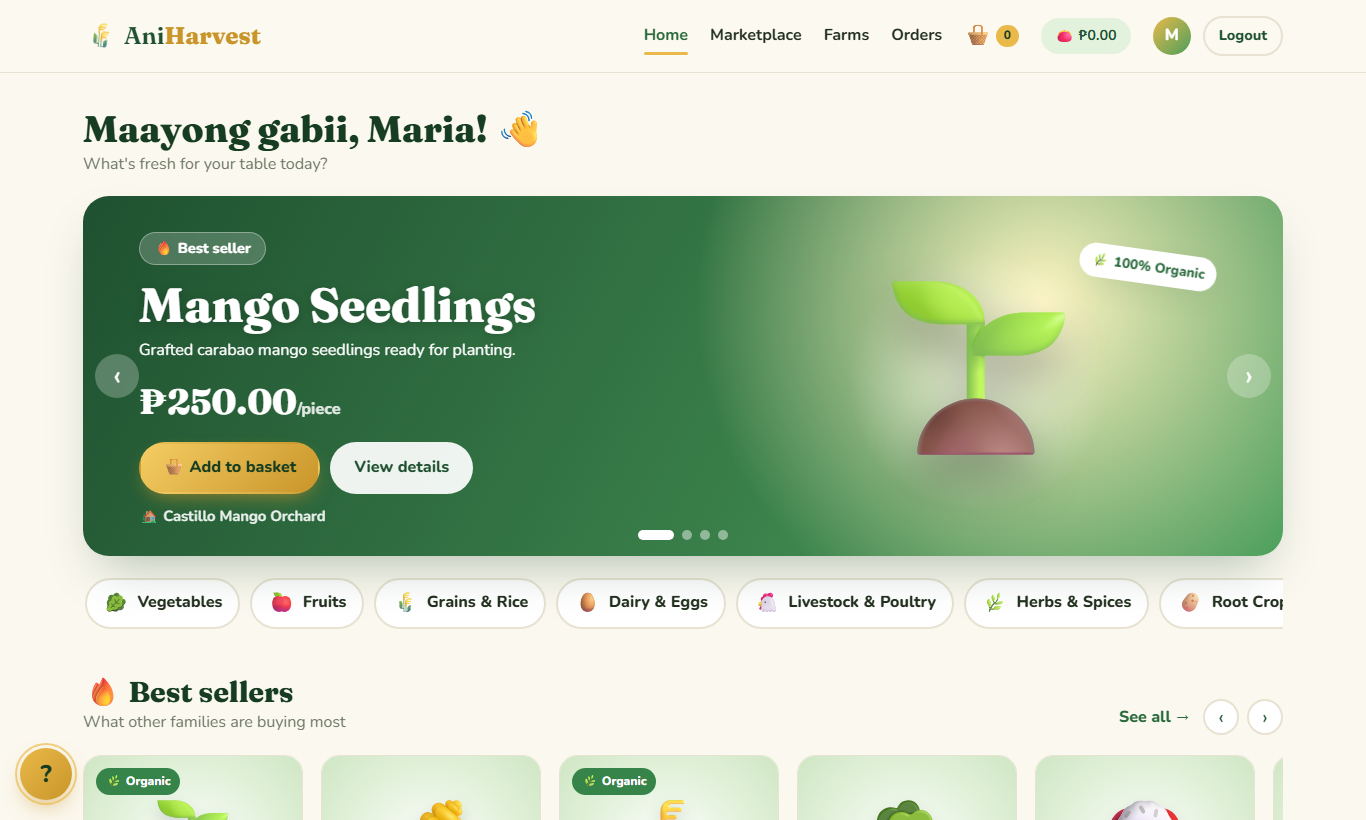 AniHarvest
Home Marketplace Farms Orders 0 ₱0.00 M Logout
Maayong gabii, Maria!
What's fresh for your table today?
Best seller
100% Organic
Mango Seedlings
Grafted carabao mango seedlings ready for planting.
‹ ›
₱250.00/piece
Add to basket View details
Castillo Mango Orchard
Vegetables Fruits Grains & Rice Dairy & Eggs Livestock & Poultry Herbs & Spices Root Crop
Best sellers
What other families are buying most
See all → ‹ ›
?
Organic Organic